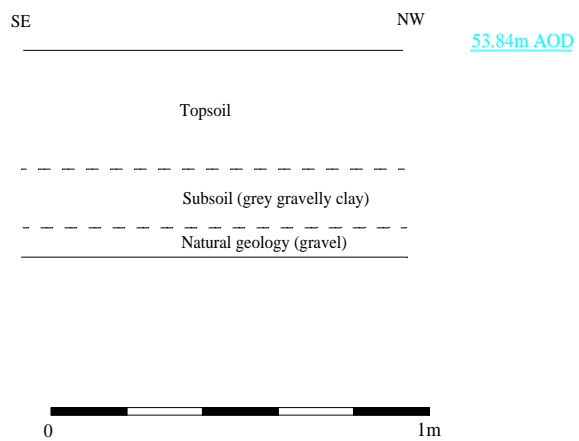 SE
NW
53.84m AOD
Topsoil
Subsoil (grey gravelly clay)
Natural geology (gravel)
0
1m